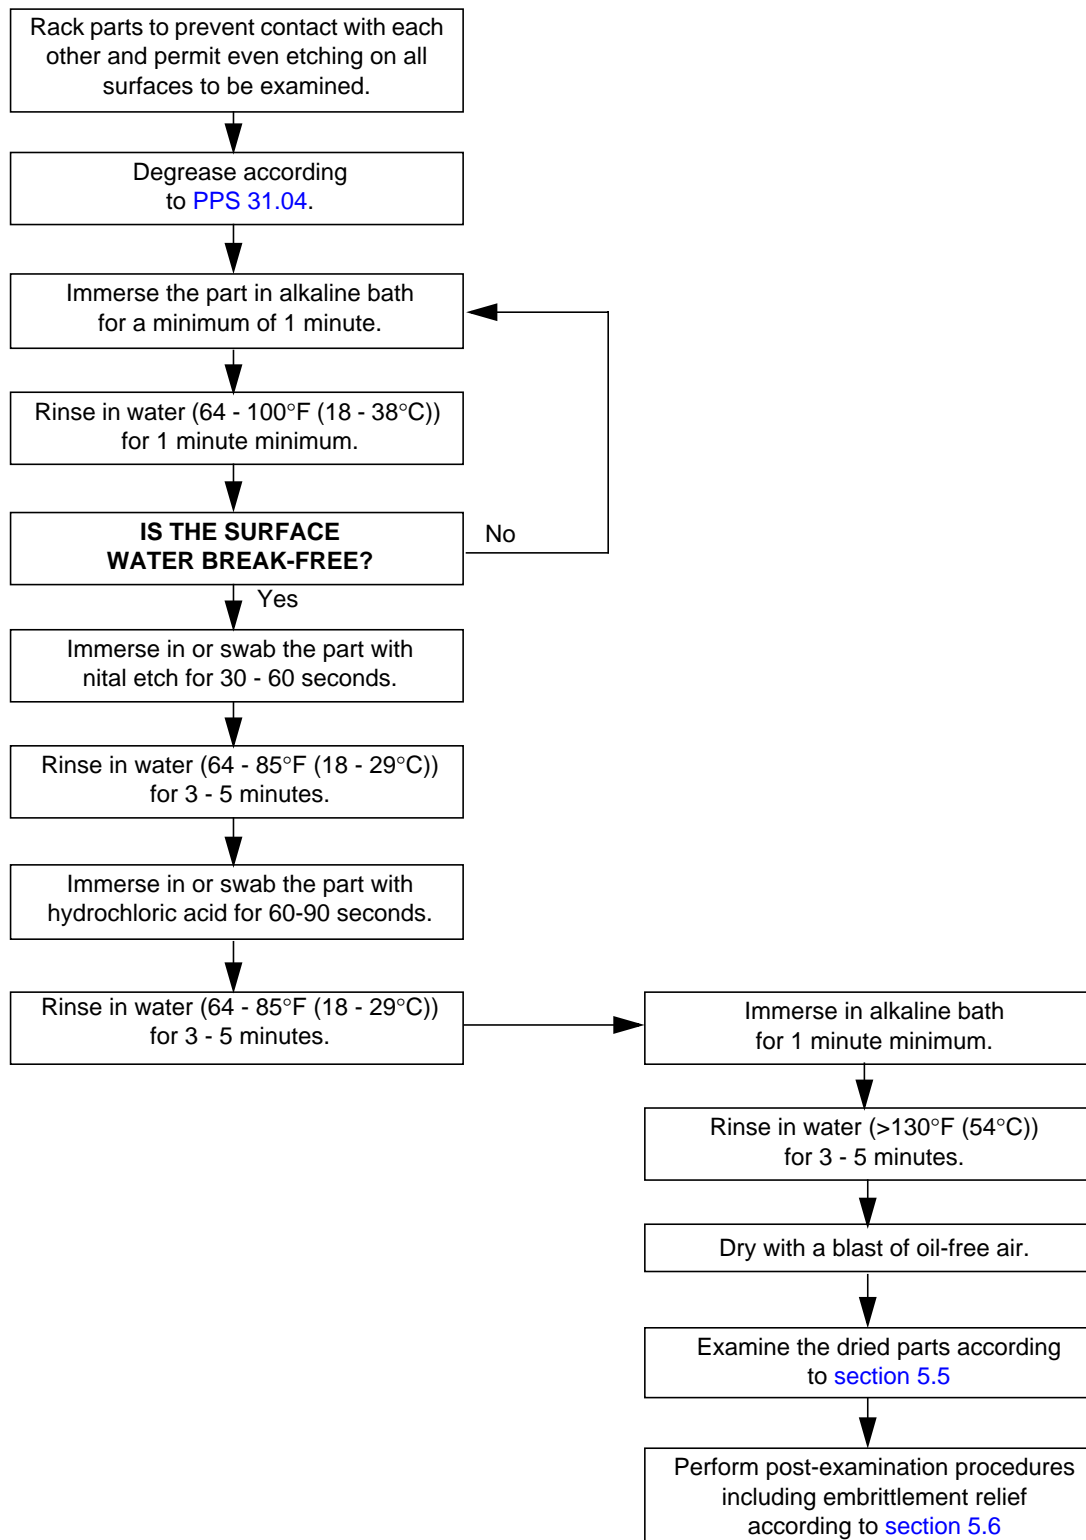 Rack parts to prevent contact with each
other and permit even etching on all
surfaces to be examined.
Degrease according
to PPS 31.04.
Immerse the part in alkaline bath
for a minimum of 1 minute.
Rinse in water (64 - 100°F (18 - 38°C))
for 1 minute minimum.
IS THE SURFACE
WATER BREAK-FREE?
No
Yes
Immerse in or swab the part with
nital etch for 30 - 60 seconds.
Rinse in water (64 - 85°F (18 - 29°C))
for 3 - 5 minutes.
Immerse in or swab the part with
hydrochloric acid for 60-90 seconds.
Rinse in water (64 - 85°F (18 - 29°C))
for 3 - 5 minutes.
Immerse in alkaline bath
for 1 minute minimum.
Rinse in water (>130°F (54°C))
for 3 - 5 minutes.
Dry with a blast of oil-free air.
Examine the dried parts according
to section 5.5
Perform post-examination procedures
including embrittlement relief
according to section 5.6